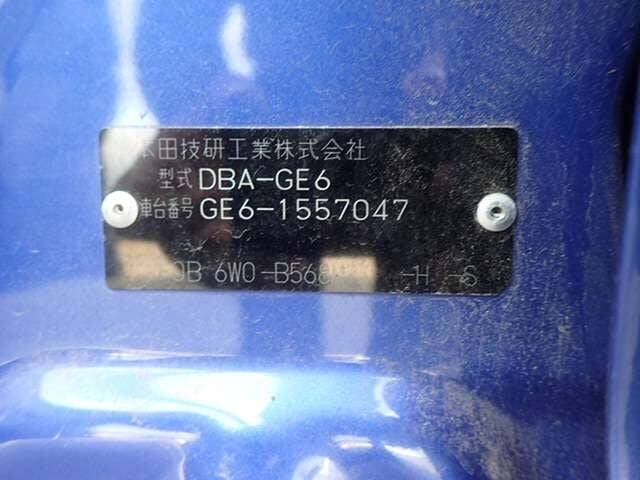 本田技研工業株式会社
型式 DBA-GE6
車台番号 GE6-1557047
6W0-B568 -H -S